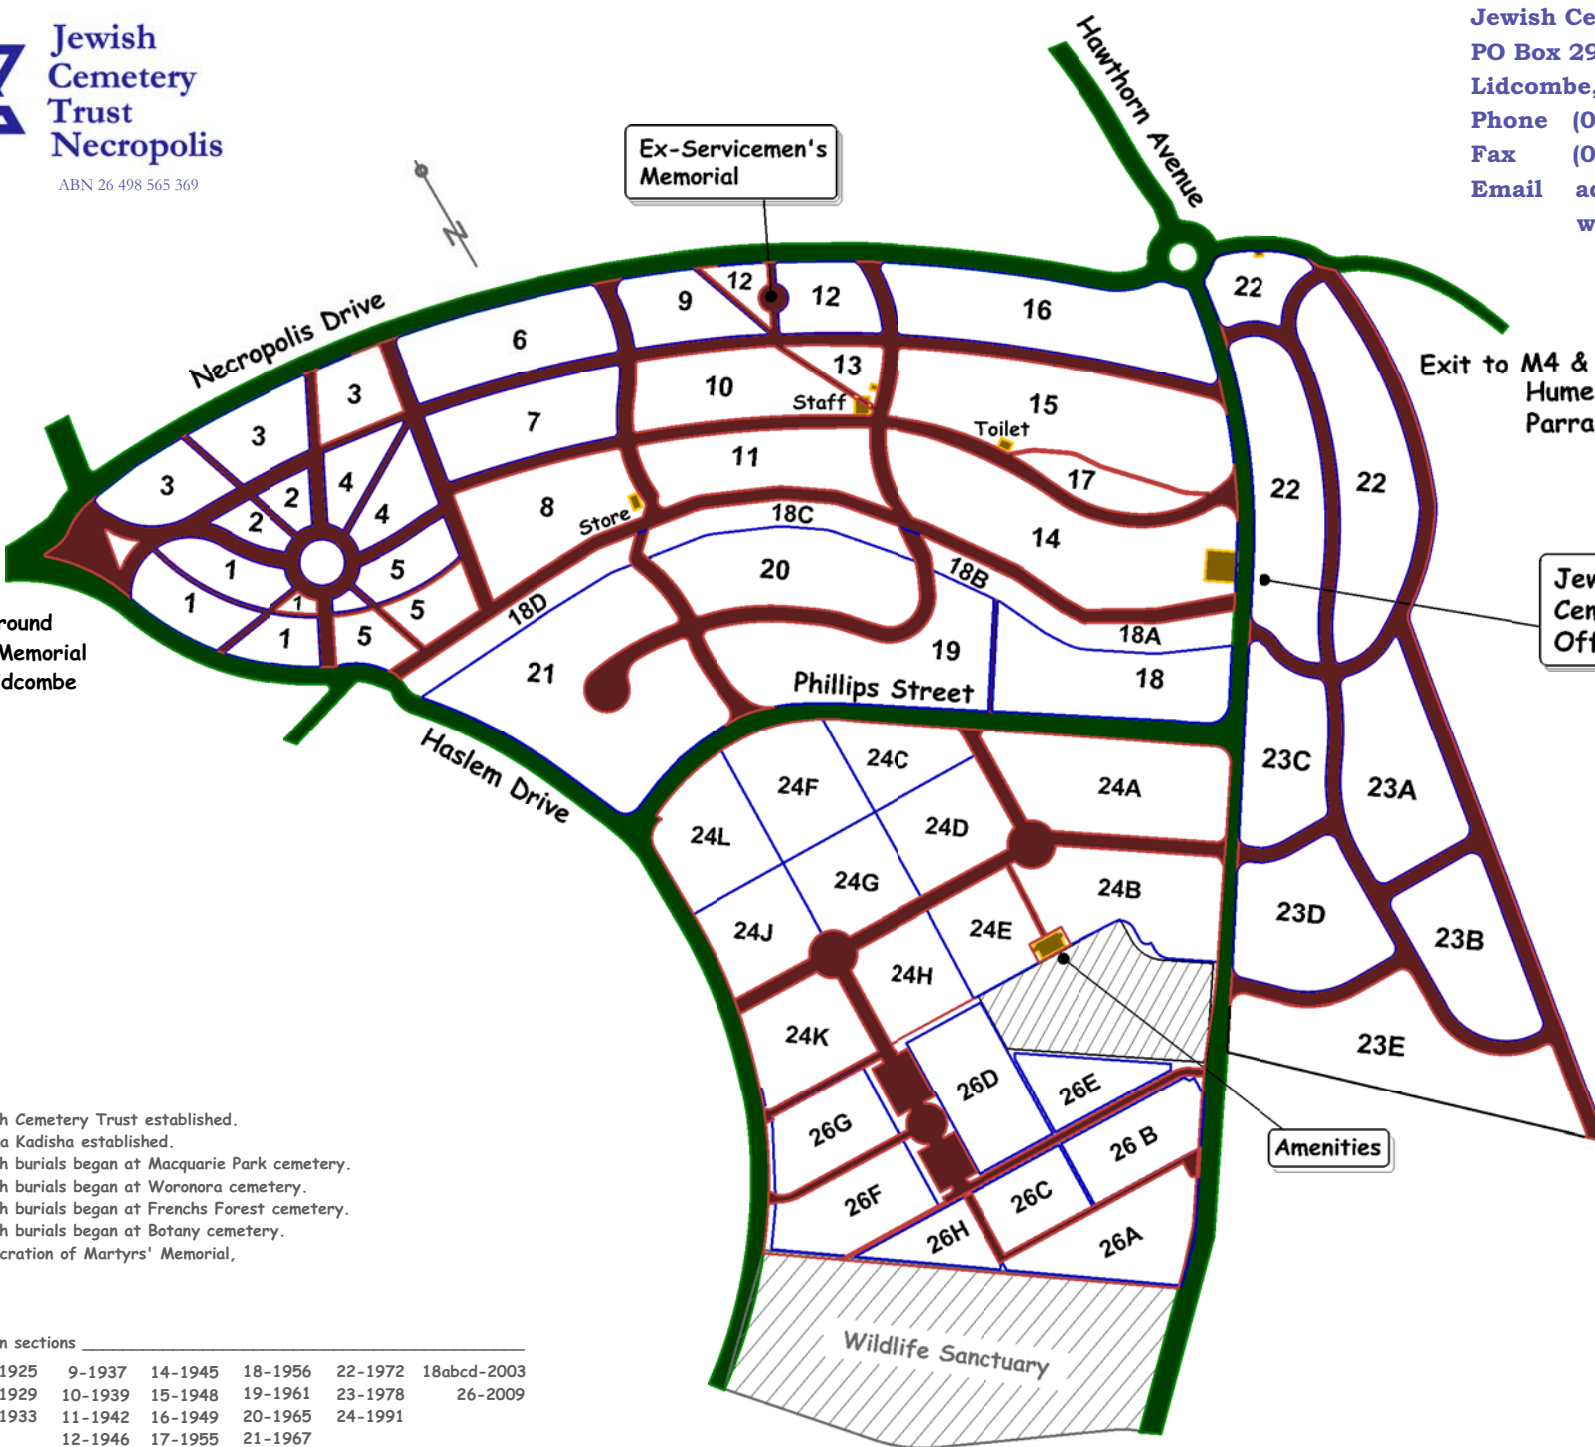 Jewish
Cemetery
Trust
Necropolis
ABN 26 498 565 369
Jewish Ce
PO Box 29
Lidcombe,
Phone (0
Fax (0
Email
w
Hawthorn Avenue
Ex-Servicemen's
Memorial
N
Necropolis Drive
22
12
12
9
16
6
Exit to M4 &
Hume
Parra
13
3
10
Staff
15
7
3
Toilet
11
17
4
3
2
22
22
8
Store
18C
4
2
14
20
18B
5
1
1
1
18D
5
18A
1
5
19
21
18
Phillips Street
Jew
Cem
Off
round
Memorial
dcombe
Haslem Drive
24C
23C
24F
24A
23A
24L
24D
24G
24B
23D
24J
24E
23B
24H
24K
23E
26D
26E
26G
26 B
Amenities
26C
26F
26H
26A
Wildlife Sanctuary
h Cemetery Trust established.
a Kadisha established.
h burials began at Macquarie Park cemetery.
h burials began at Woronora cemetery.
h burials began at Frenchs Forest cemetery.
h burials began at Botany cemetery.
cration of Martyrs' Memorial,
n sections
1925 9-1937 14-1945 18-1956 22-1972 18abcd-2003
1929 10-1939 15-1948 19-1961 23-1978 26-2009
1933 11-1942 16-1949 20-1965 24-1991
12-1946 17-1955 21-1967